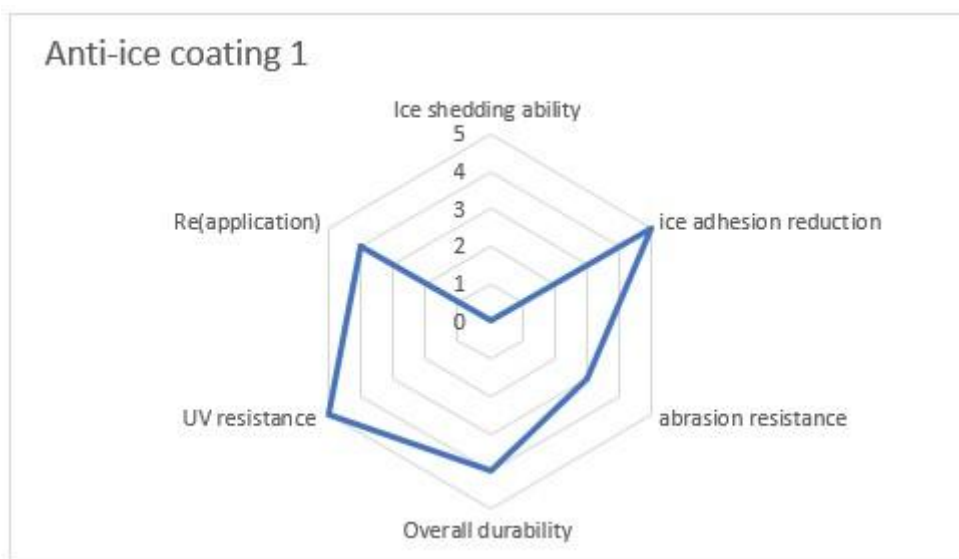 Anti-ice coating 1
Ice shedding ability
5
4
3
2
1
0
Re(application)
ice adhesion reduction
UV resistance
abrasion resistance
Overall durability